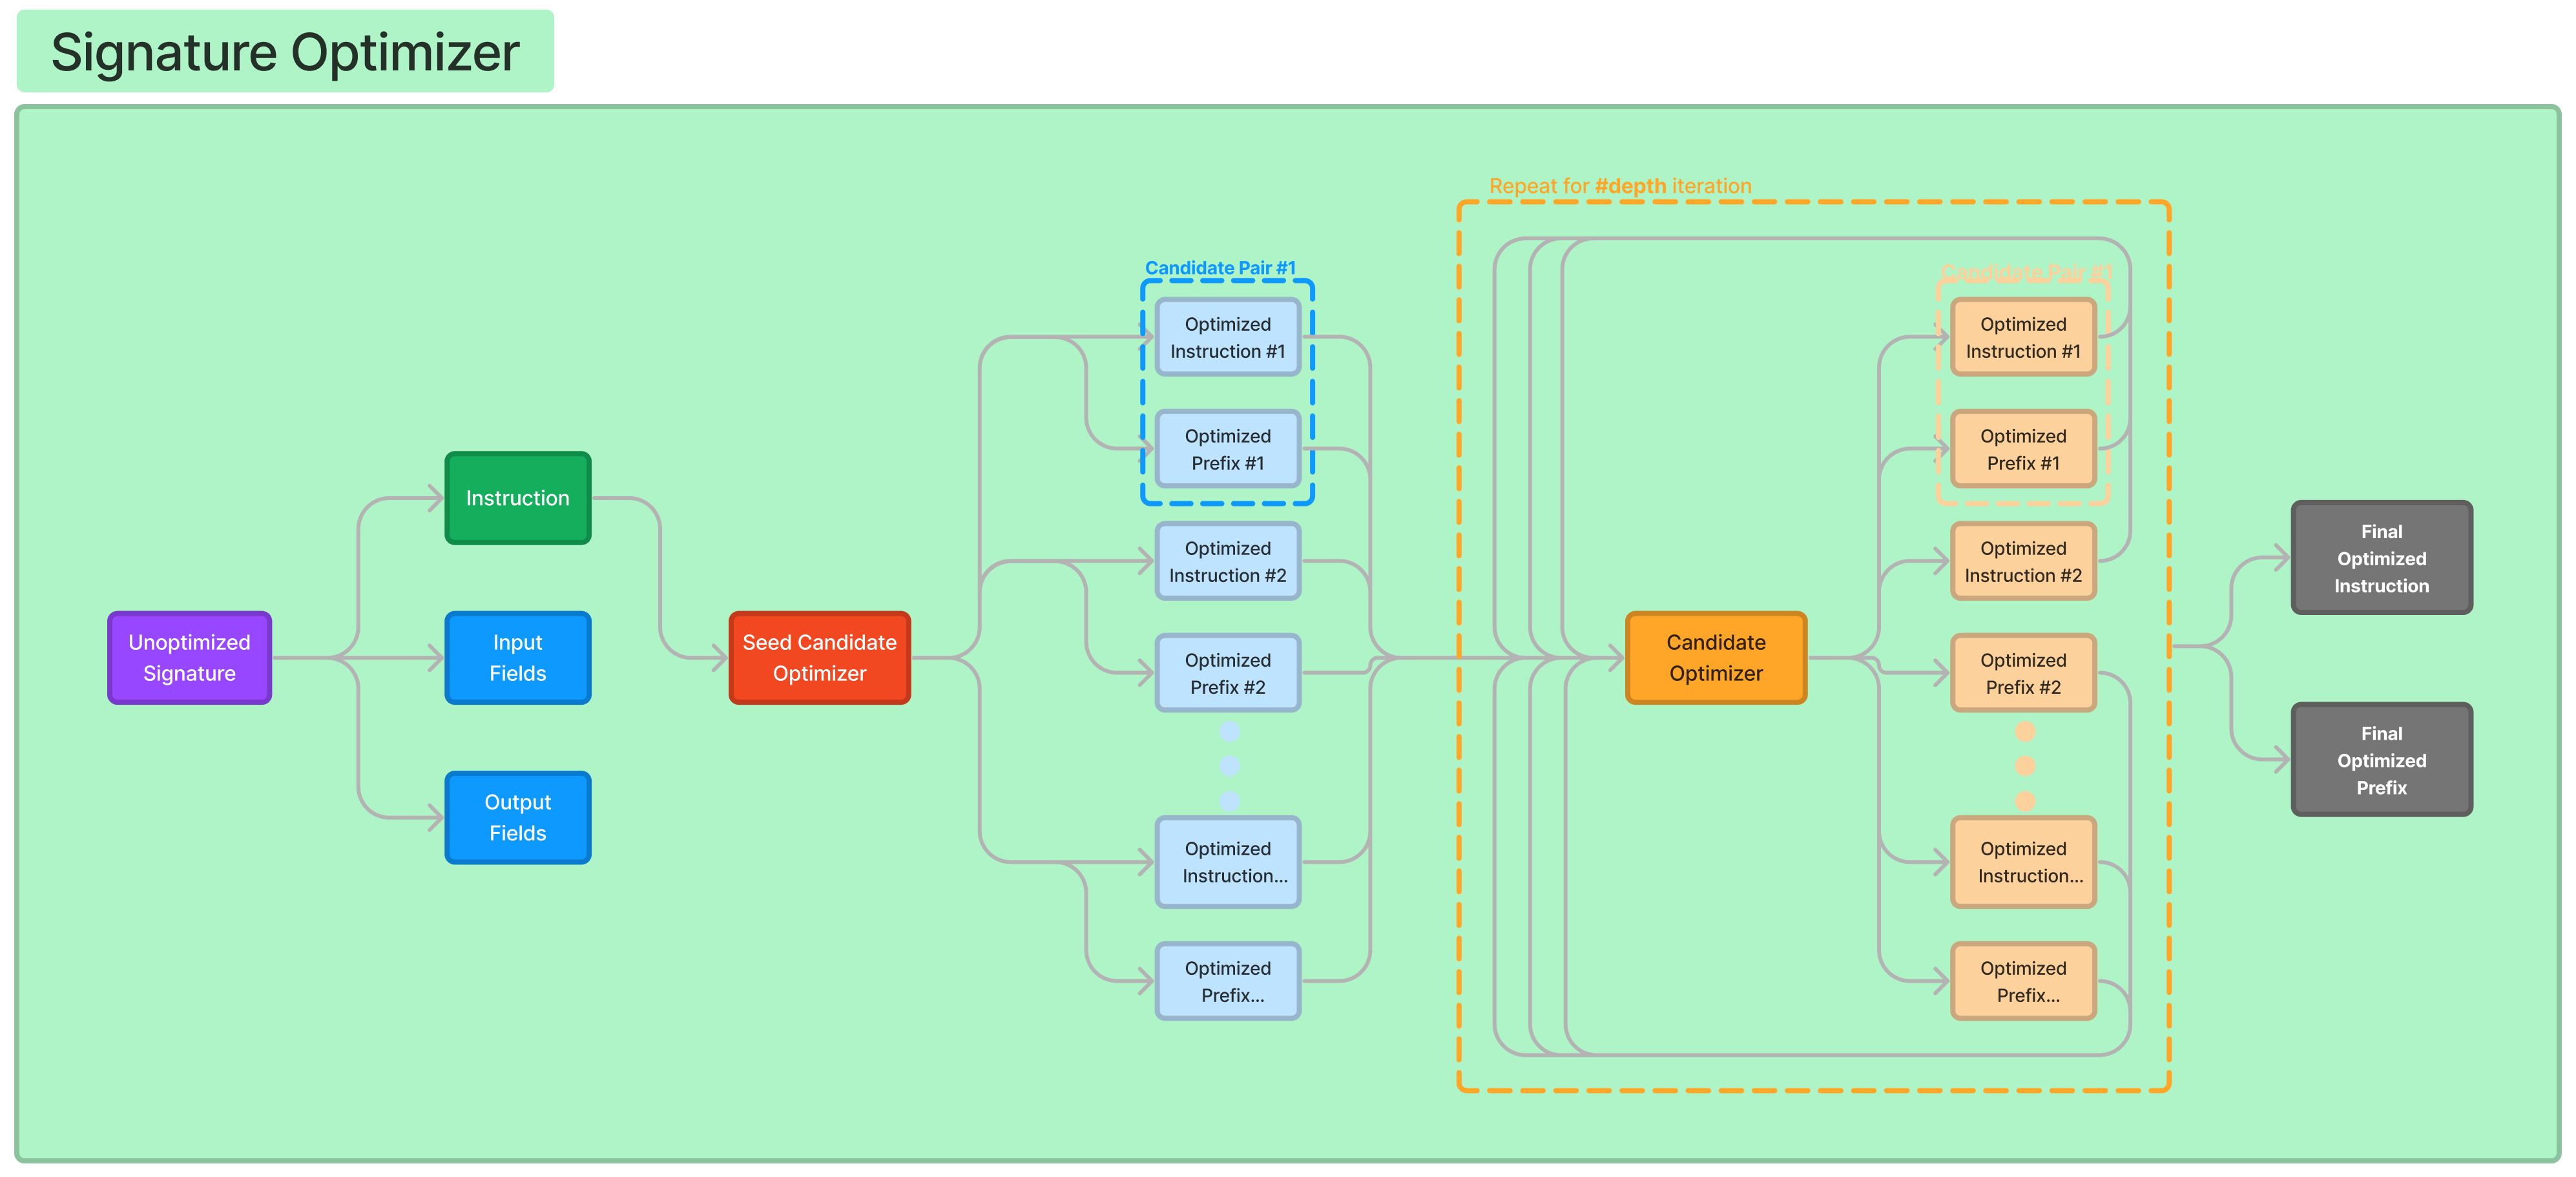 Signature Optimizer
Repeat for #depth iteration
Candidate Pair #1
Candidate Pair #1
Optimized
Instruction #1
Optimized
Instruction #1
Optimized
Prefix #1
Optimized
Prefix #1
Instruction
Optimized
Instruction #2
Optimized
Instruction #2
Final
Optimized
Instruction
Unoptimized
Signature
Input
Fields
Seed Candidate
Optimizer
Optimized
Prefix #2
Candidate
Optimizer
Optimized
Prefix #2
Output
Fields
Final
Optimized
Prefix
Optimized
Instruction...
Optimized
Instruction...
Optimized
Prefix...
Optimized
Prefix...